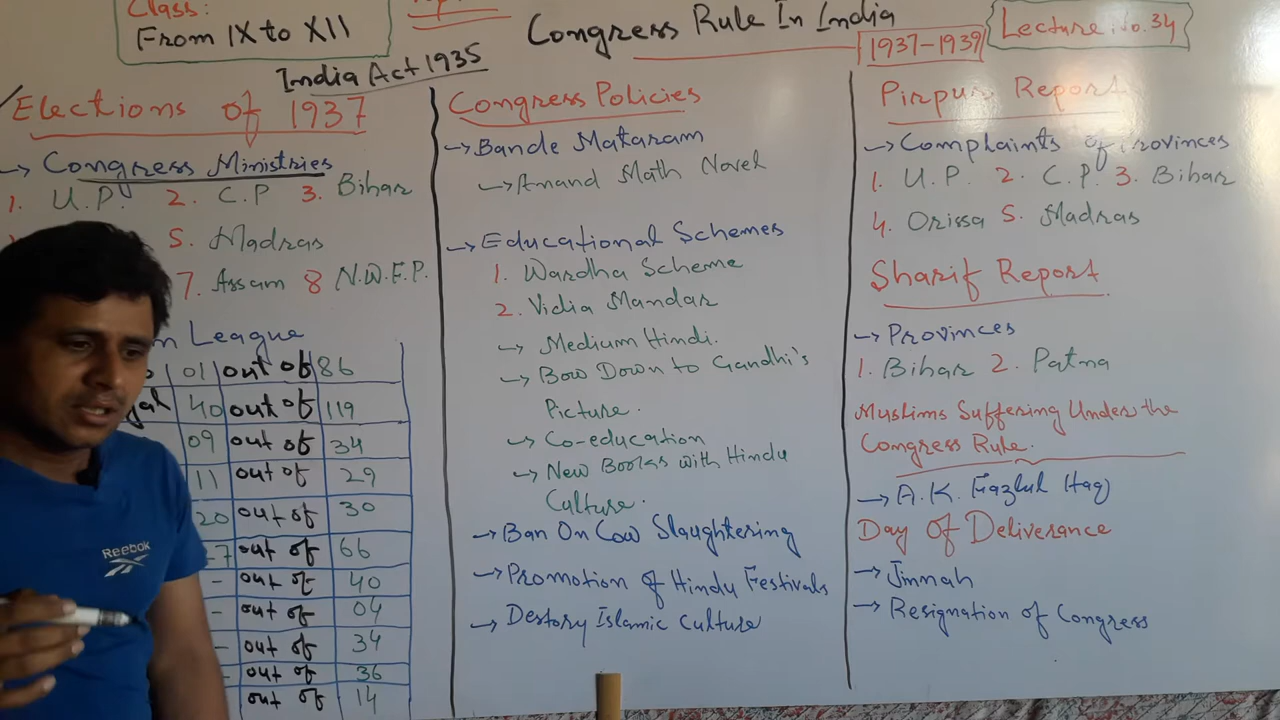 Class:
From IX to XII
Congress Rule In India
1937-1939
Lecture No. 34
India Act 1935
Elections of 1937
→ Congress Ministries
1. U.P. 2. C.P 3. Bihar
5. Madras
7. Assam 8 N.W.F.P.
League
01 out of 86
40 out of 119
09 out of 34
11 out of 29
20 out of 30
7 out of 66
- out of 40
- out of 04
- out of 34
- out of 36
out of 14
Reebok
Congress Policies
→ Bande Mataram
→ Anand Math Novel
→ Educational Schemes
1. Wardha Scheme
2. Vidia Mandar
→ Medium Hindi.
→ Bow Down to Gandhi's
Picture.
→ Co-education
→ New Books with Hindu
Culture.
→ Ban On Cow Slaughtering
→ Promotion of Hindu Festivals
→ Destory Islamic Culture
Pirpur Report
→ Complaints of Provinces
1. U.P. 2. C.P. 3. Bihar
4. Orissa 5. Madras
Sharif Report
→ Provinces
1. Bihar 2. Patna
Muslims Suffering Under the
Congress Rule.
→ A.K. Fazlul Haq
Day Of Deliverance
→ Jinnah
→ Resignation of Congress